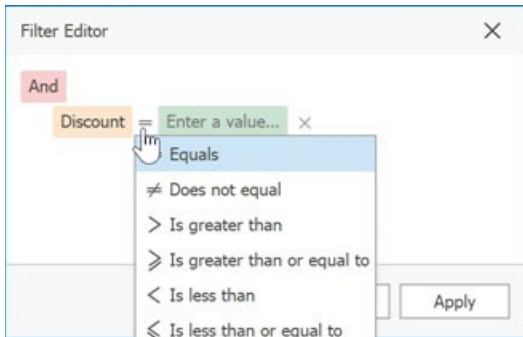 Filter Editor
And
Discount = Enter a value...
Equals
≠ Does not equal
> Is greater than
⩾ Is greater than or equal to
< Is less than
⩽ Is less than or equal to
Apply